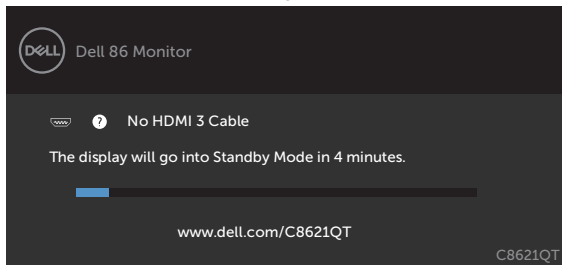 DELL Dell 86 Monitor
? No HDMI 3 Cable
The display will go into Standby Mode in 4 minutes.
www.dell.com/C8621QT
C8621QT